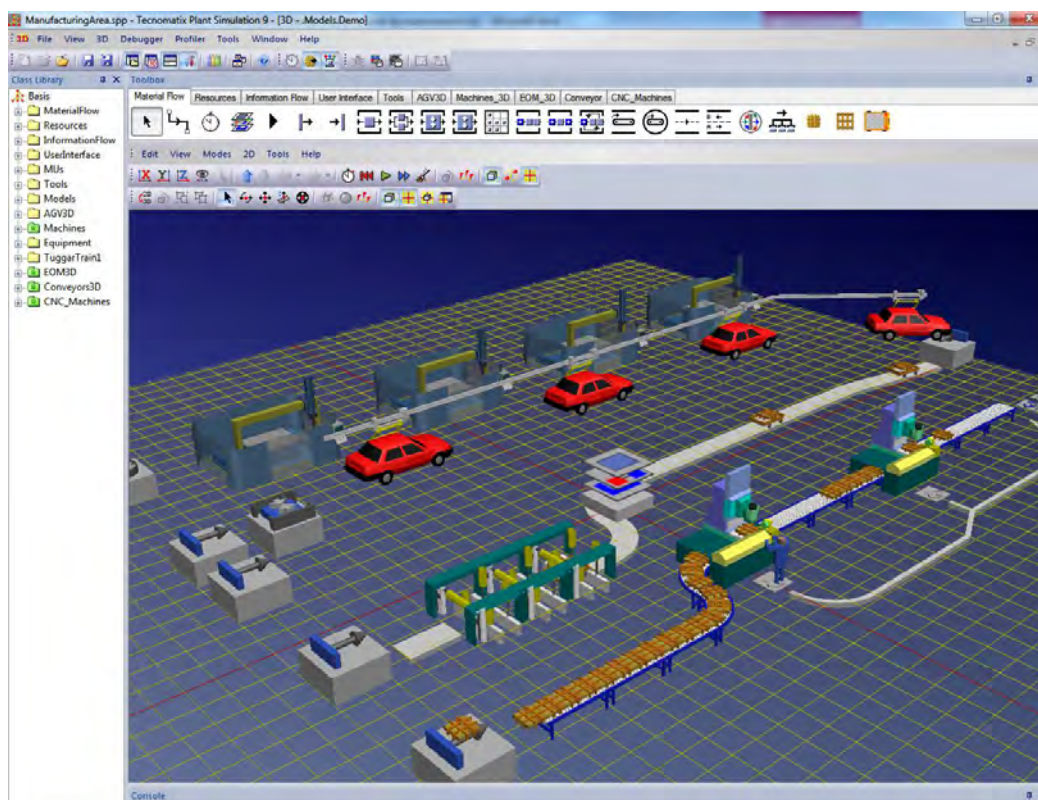 ManufacturingArea.spp - Tecnomatix Plant Simulation 9 - [3D - .Models.Demo]
3D File View 3D Debugger Profiler Tools Window Help
Class Library
Toolbox
Basis
MaterialFlow
Resources
InformationFlow
UserInterface
MUs
Tools
Models
AGV3D
Machines
Equipment
TuggarTrain1
EOM3D
Conveyors3D
CNC_Machines
Material Flow Resources Information Flow User Interface Tools AGV3D Machines_3D EOM_3D Conveyor CNC_Machines
Edit View Modes 2D Tools Help
X Y Z
Console